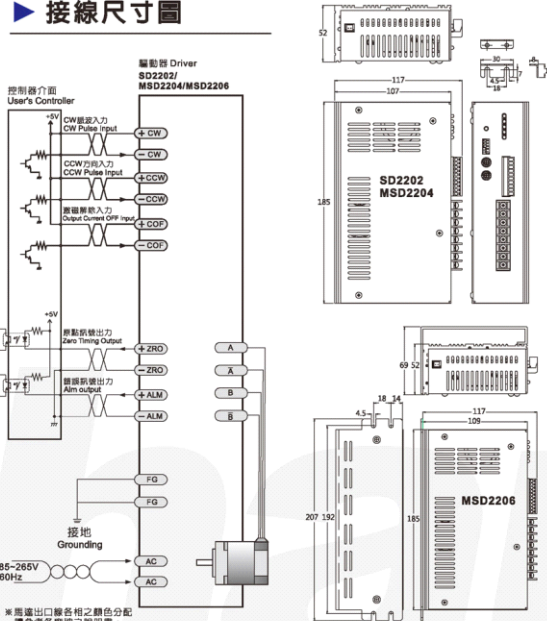 接線尺寸圖
驅動器 Driver
SD2202/
MSD2204/MSD2206
控制器介面
User's Controller
+5V
CW脈波入力
CW Pulse Input
+ CW
- CW
CCW方向入力
CCW Pulse Input
+ CCW
- CCW
激磁解除入力
Output Current OFF Input
+ COF
- COF
+5V
原點訊號出力
Zero Timing Output
+ ZRO
- ZRO
錯誤訊號出力
Alm output
+ ALM
- ALM
A
A̅
B
B̅
FG
FG
接地
Grounding
85~265V
60Hz
AC
AC
※馬達出口線各相之顏色分配
52
30
7
4.5
18
117
107
185
SD2202
MSD2204
69
52
18
14
4.5
207
192
117
109
185
MSD2206